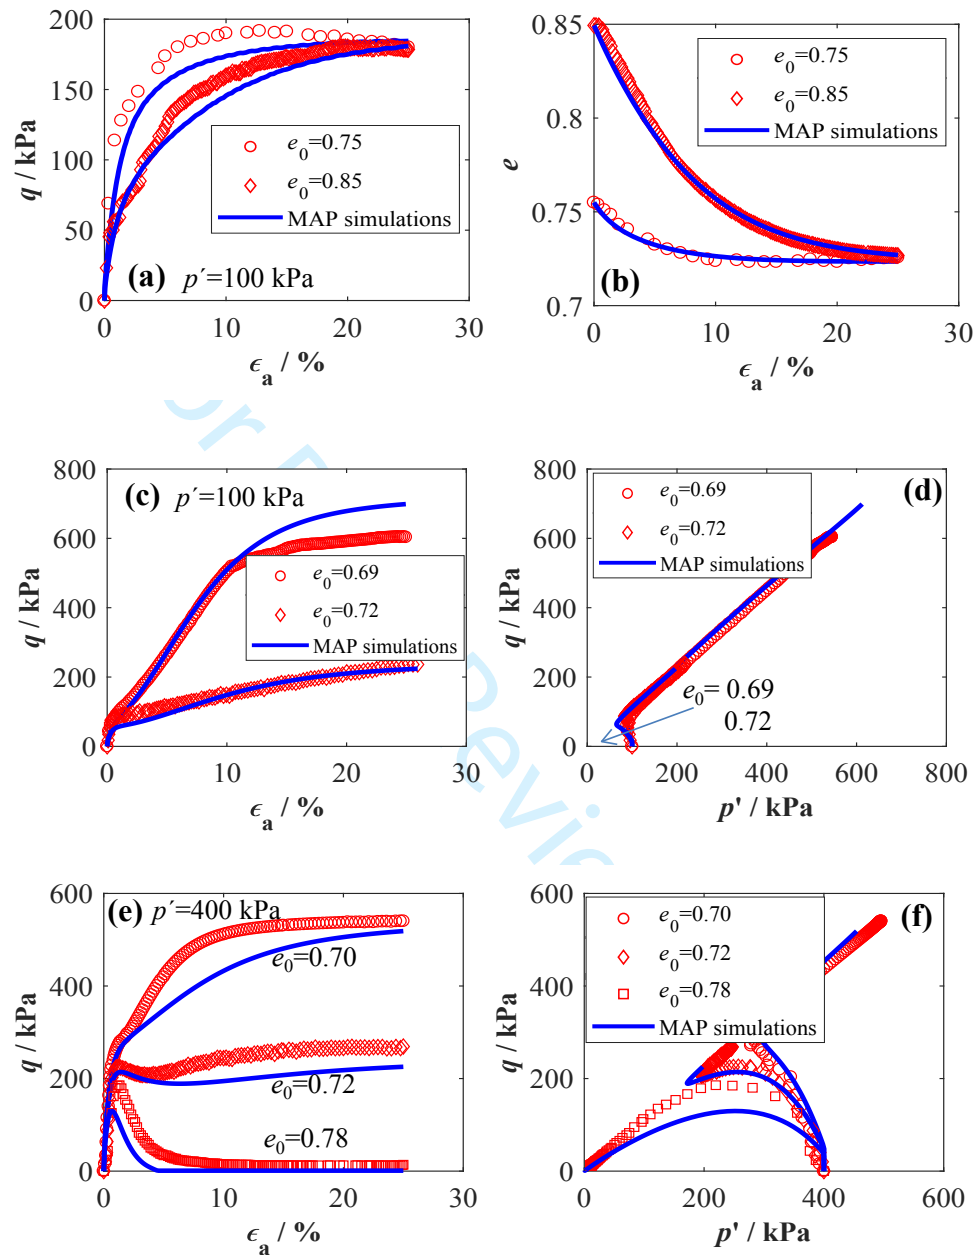 200
150
100
50
0
q / kPa
e0=0.75
e0=0.85
MAP simulations
(a) p′=100 kPa
0 10 20 30
ϵa / %
0.85
0.8
0.75
0.7
e
e0=0.75
e0=0.85
MAP simulations
(b)
0 10 20 30
ϵa / %
800
600
400
200
0
q / kPa
(c) p′=100 kPa
e0=0.69
e0=0.72
MAP simulations
0 10 20 30
ϵa / %
800
600
400
200
0
q / kPa
(d)
e0=0.69
e0=0.72
MAP simulations
e0= 0.69
0.72
0 200 400 600 800
p' / kPa
600
400
200
0
q / kPa
(e) p′=400 kPa
e0=0.70
e0=0.72
e0=0.78
0 10 20 30
ϵa / %
600
400
200
0
q / kPa
(f)
e0=0.70
e0=0.72
e0=0.78
MAP simulations
0 200 400 600
p' / kPa